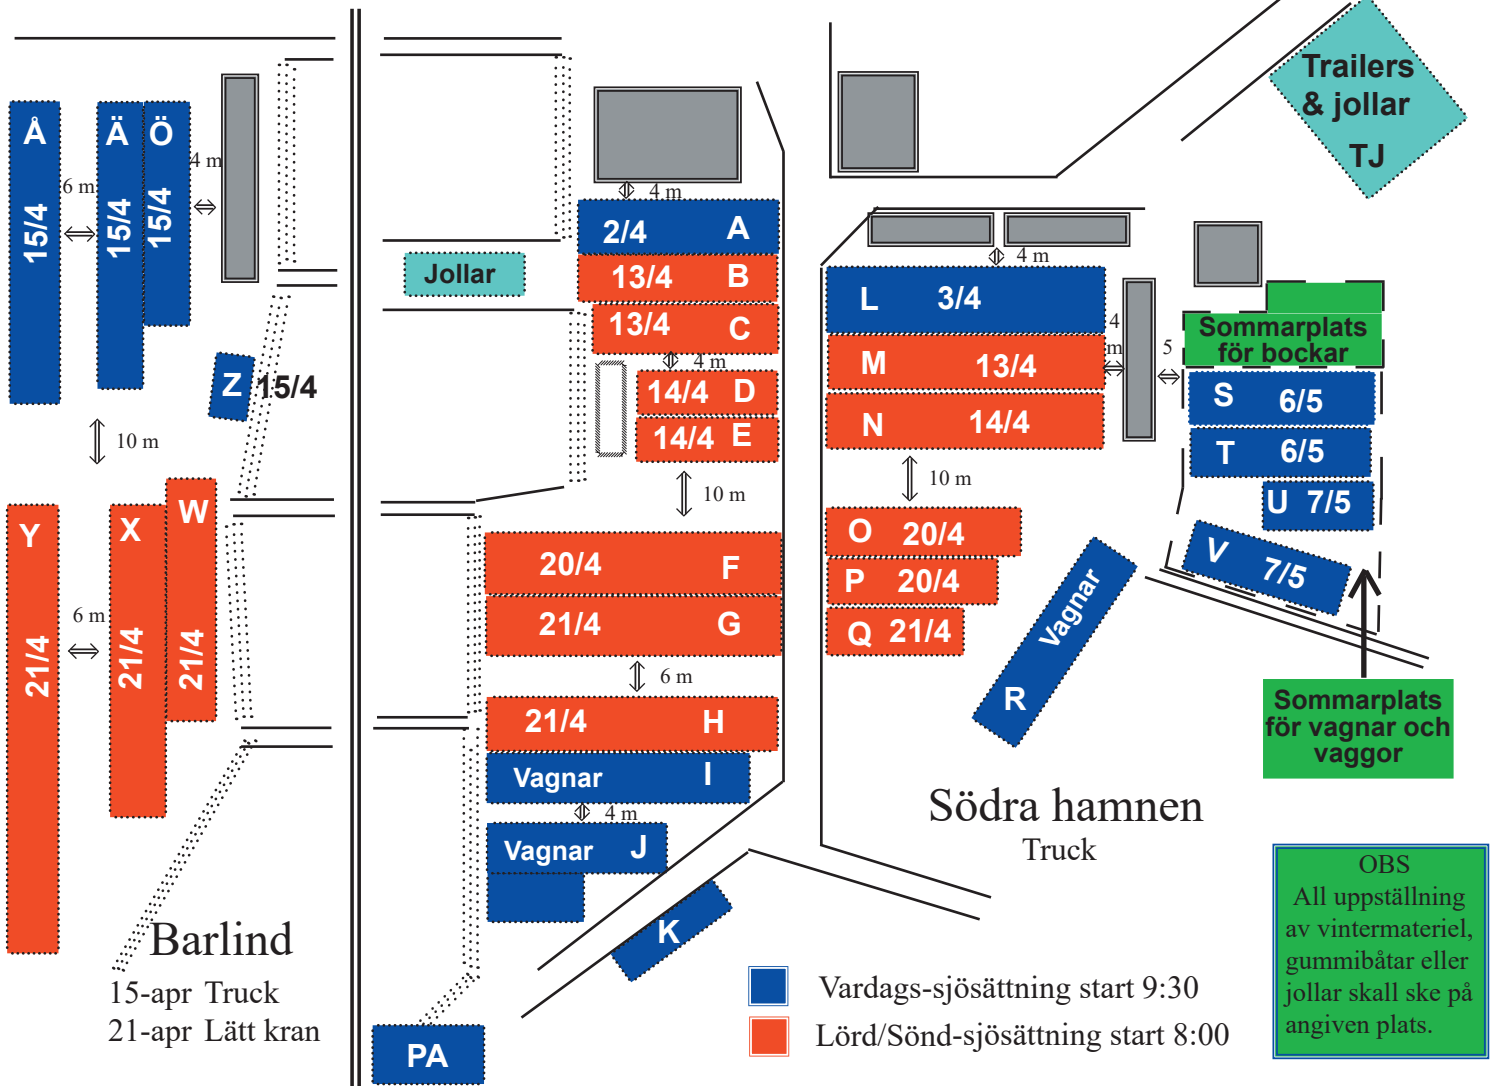 Å
15/4
6 m
Ä
15/4
Ö
15/4
4 m
Z
15/4
10 m
Y
21/4
6 m
X
21/4
W
21/4
Barlind
15-apr Truck
21-apr Lätt kran
Jollar
4 m
2/4 A
13/4 B
13/4 C
4 m
14/4 D
14/4 E
10 m
20/4 F
21/4 G
6 m
21/4 H
Vagnar I
4 m
Vagnar J
K
PA
4 m
L 3/4
M 13/4
N 14/4
4
m
5
10 m
O 20/4
P 20/4
Q 21/4
Vagnar
R
Trailers
& jollar
TJ
Sommarplats
för bockar
S 6/5
T 6/5
U 7/5
V 7/5
Sommarplats
för vagnar och
vaggor
Södra hamnen
Truck
Vardags-sjösättning start 9:30
Lörd/Sönd-sjösättning start 8:00
OBS
All uppställning
av vintermateriel,
gummibåtar eller
jollar skall ske på
angiven plats.